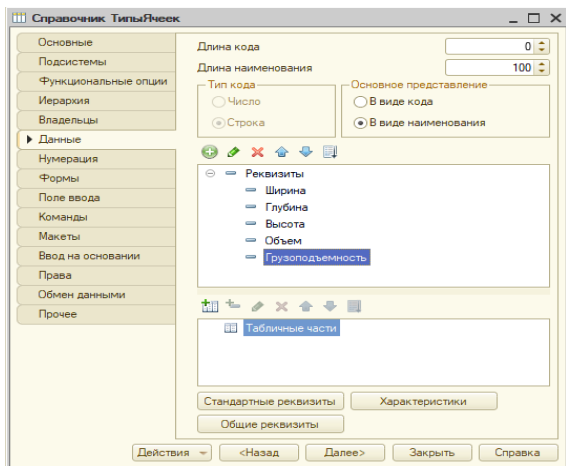 Справочник ТипыЯчеек
Основные
Подсистемы
Функциональные опции
Иерархия
Владельцы
Данные
Нумерация
Формы
Поле ввода
Команды
Макеты
Ввод на основании
Права
Обмен данными
Прочее
Длина кода 0
Длина наименования 100
Тип кода
Число
Строка
Основное представление
В виде кода
В виде наименования
Реквизиты
Ширина
Глубина
Высота
Объем
Грузоподъемность
Табличные части
Стандартные реквизиты Характеристики
Общие реквизиты
Действия <Назад Далее> Закрыть Справка